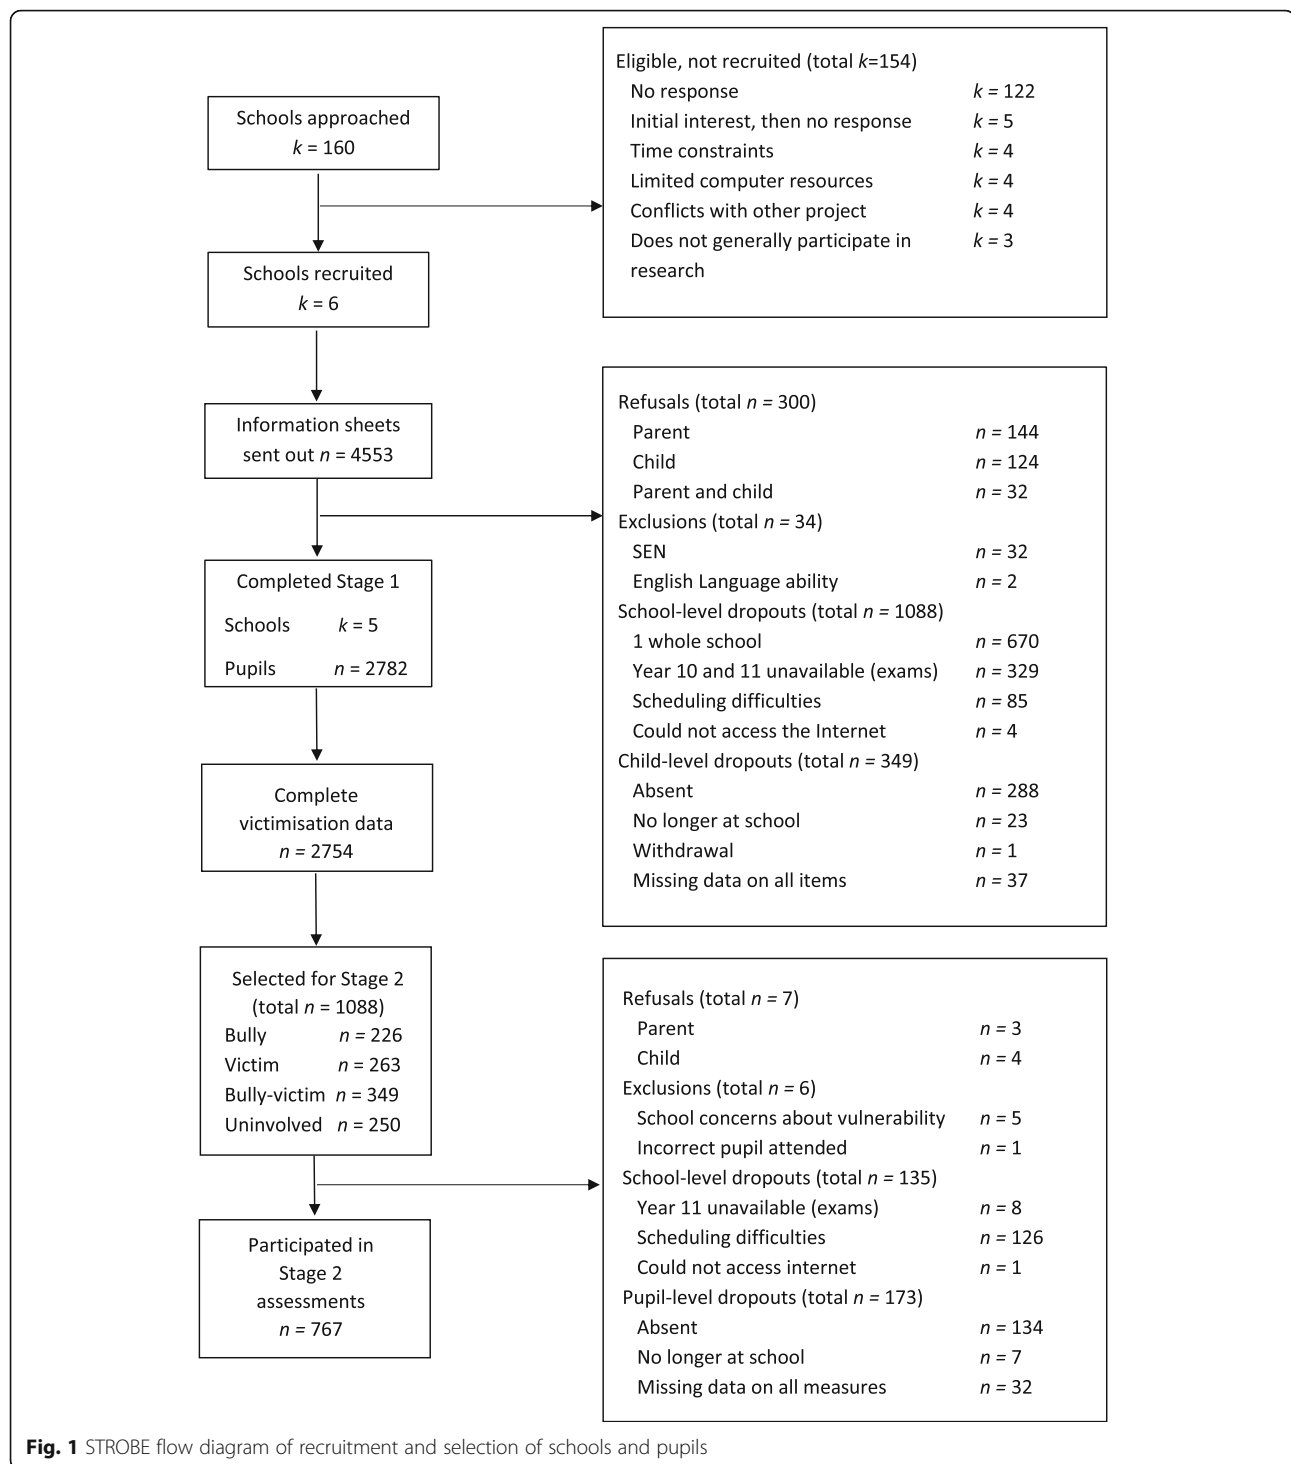 Schools approached
k = 160
Eligible, not recruited (total k=154)
No response k = 122
Initial interest, then no response k = 5
Time constraints k = 4
Limited computer resources k = 4
Conflicts with other project k = 4
Does not generally participate in k = 3
research
Schools recruited
k = 6
Information sheets
sent out n = 4553
Refusals (total n = 300)
Parent n = 144
Child n = 124
Parent and child n = 32
Exclusions (total n = 34)
SEN n = 32
English Language ability n = 2
School-level dropouts (total n = 1088)
1 whole school n = 670
Year 10 and 11 unavailable (exams) n = 329
Scheduling difficulties n = 85
Could not access the Internet n = 4
Child-level dropouts (total n = 349)
Absent n = 288
No longer at school n = 23
Withdrawal n = 1
Missing data on all items n = 37
Completed Stage 1
Schools k = 5
Pupils n = 2782
Complete
victimisation data
n = 2754
Selected for Stage 2
(total n = 1088)
Bully n = 226
Victim n = 263
Bully-victim n = 349
Uninvolved n = 250
Refusals (total n = 7)
Parent n = 3
Child n = 4
Exclusions (total n = 6)
School concerns about vulnerability n = 5
Incorrect pupil attended n = 1
School-level dropouts (total n = 135)
Year 11 unavailable (exams) n = 8
Scheduling difficulties n = 126
Could not access internet n = 1
Pupil-level dropouts (total n = 173)
Absent n = 134
No longer at school n = 7
Missing data on all measures n = 32
Participated in
Stage 2
assessments
n = 767
Fig. 1 STROBE flow diagram of recruitment and selection of schools and pupils